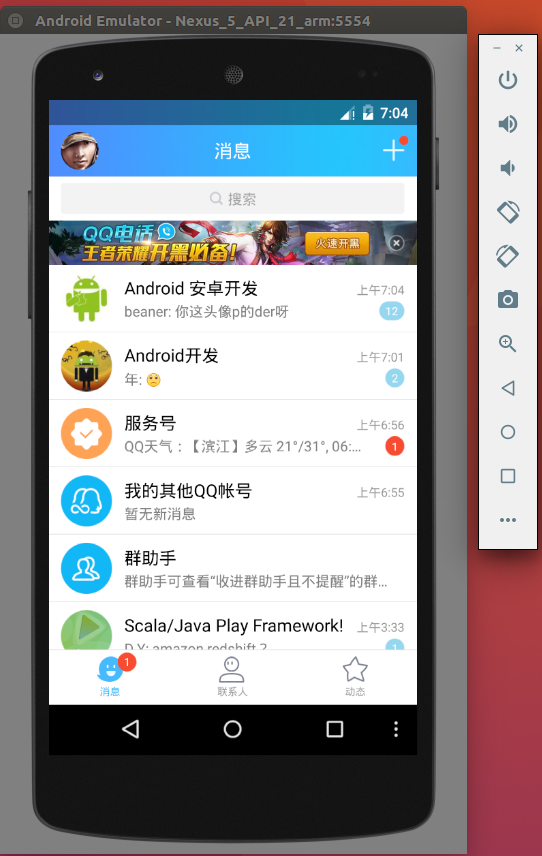 Android Emulator - Nexus_5_API_21_arm:5554
7:04
消息
搜索
QQ电话
王者荣耀开黑必备!
火速开黑
Android 安卓开发
上午7:04
beaner: 你这头像p的der呀
12
Android开发
上午7:01
年:
2
服务号
上午6:56
QQ天气：【滨江】多云 21°/31°, 06:...
1
我的其他QQ帐号
上午6:55
暂无新消息
群助手
群助手可查看“收进群助手且不提醒”的群...
Scala/Java Play Framework!
上午3:33
D.Y: amazon redshift ?
1
1
消息
联系人
动态